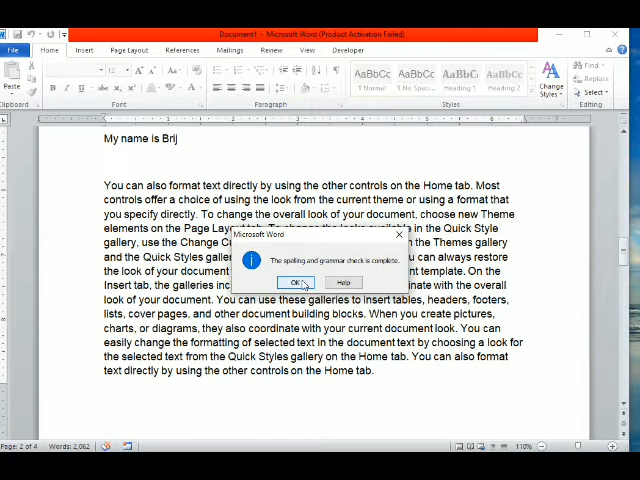 Document1 - Microsoft Word (Product Activation Failed)
File Home Insert Page Layout References Mailings Review View Developer
Paste
12
Clipboard Font Paragraph Styles Editing
AaBbCc AaBbCc AaBbC AaBbCc
¶ Normal ¶ No Spaci... Heading 1 Heading 2
Change Styles
Find
Replace
Select
My name is Brij
You can also format text directly by using the other controls on the Home tab. Most
controls offer a choice of using the look from the current theme or using a format that
you specify directly. To change the overall look of your document, choose new Theme
elements on the Page Layout
gallery, use the Change Cu the Themes gallery
and the Quick Styles galler can always restore
the look of your document template. On the
Insert tab, the galleries inc with the overall
look of your document. You can use these galleries to insert tables, headers, footers,
lists, cover pages, and other document building blocks. When you create pictures,
charts, or diagrams, they also coordinate with your current document look. You can
easily change the formatting of selected text in the document text by choosing a look for
the selected text from the Quick Styles gallery on the Home tab. You can also format
text directly by using the other controls on the Home tab.
Microsoft Word
The spelling and grammar check is complete.
OK Help
Page: 2 of 4 Words: 2,062 110%